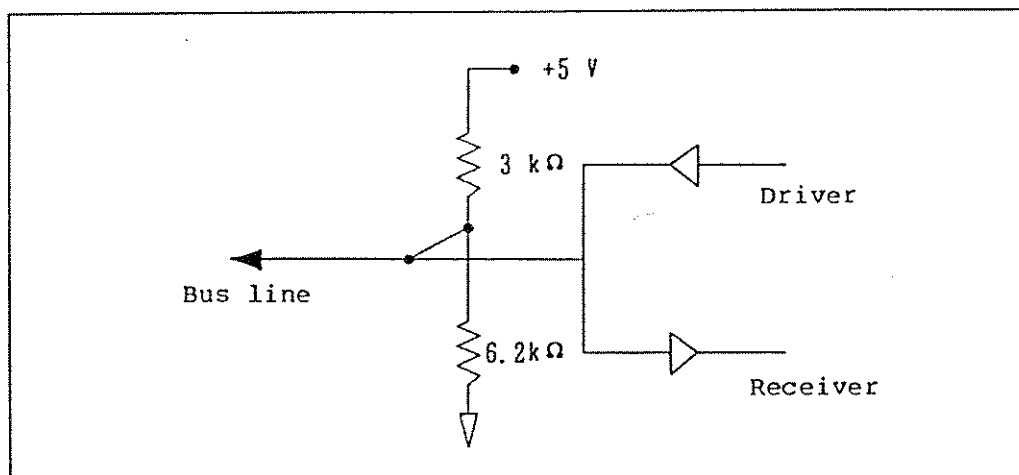 +5 V
3 kΩ
Driver
Bus line
6.2kΩ
Receiver